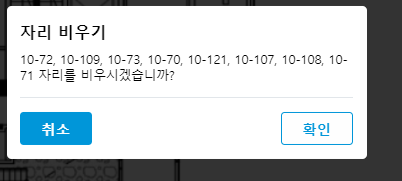 자리 비우기
10-72, 10-109, 10-73, 10-70, 10-121, 10-107, 10-108, 10-
71 자리를 비우시겠습니까?
취소
확인